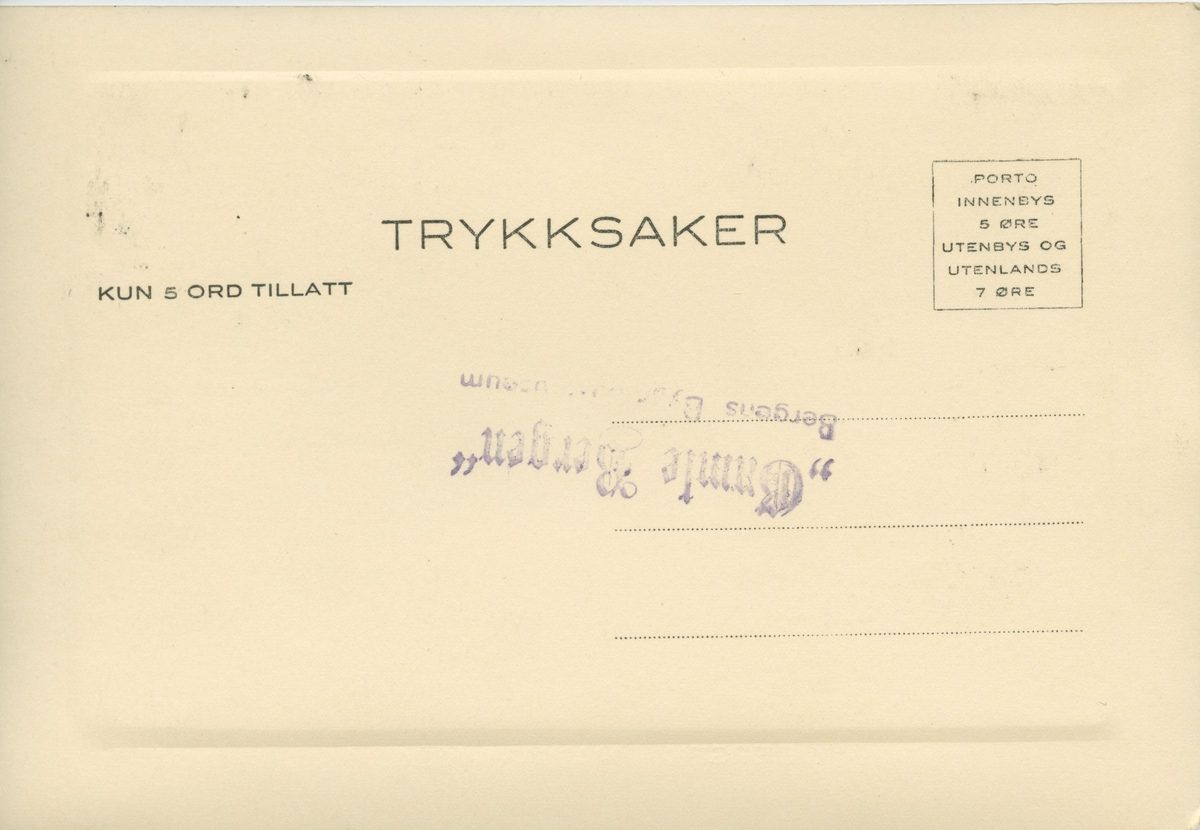 TRYKKSAKER
KUN 5 ORD TILLATT
PORTO
INNENBYS
5 ØRE
UTENBYS OG
UTENLANDS
7 ØRE
„Gamle Bergen“
Bergens